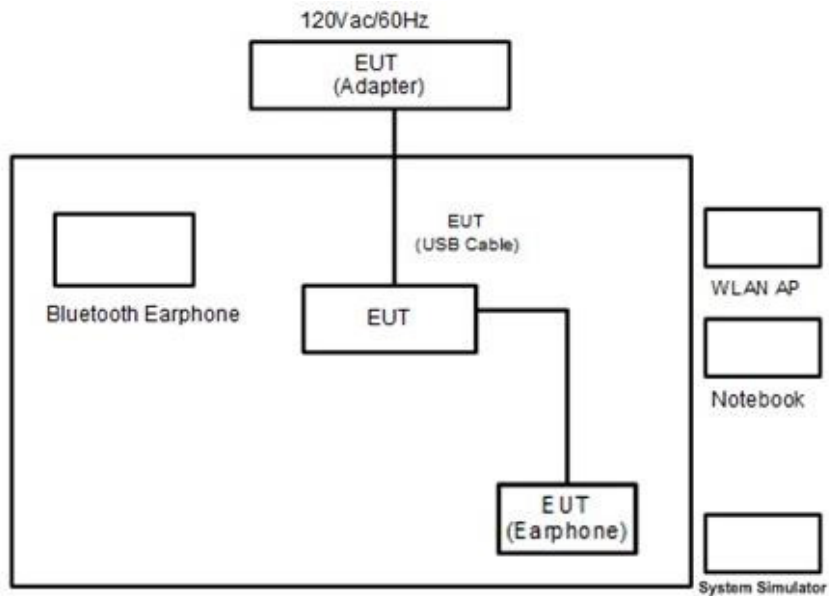 120Vac/60Hz
EUT
(Adapter)
EUT
(USB Cable)
Bluetooth Earphone
EUT
WLAN AP
Notebook
EUT
(Earphone)
System Simulator